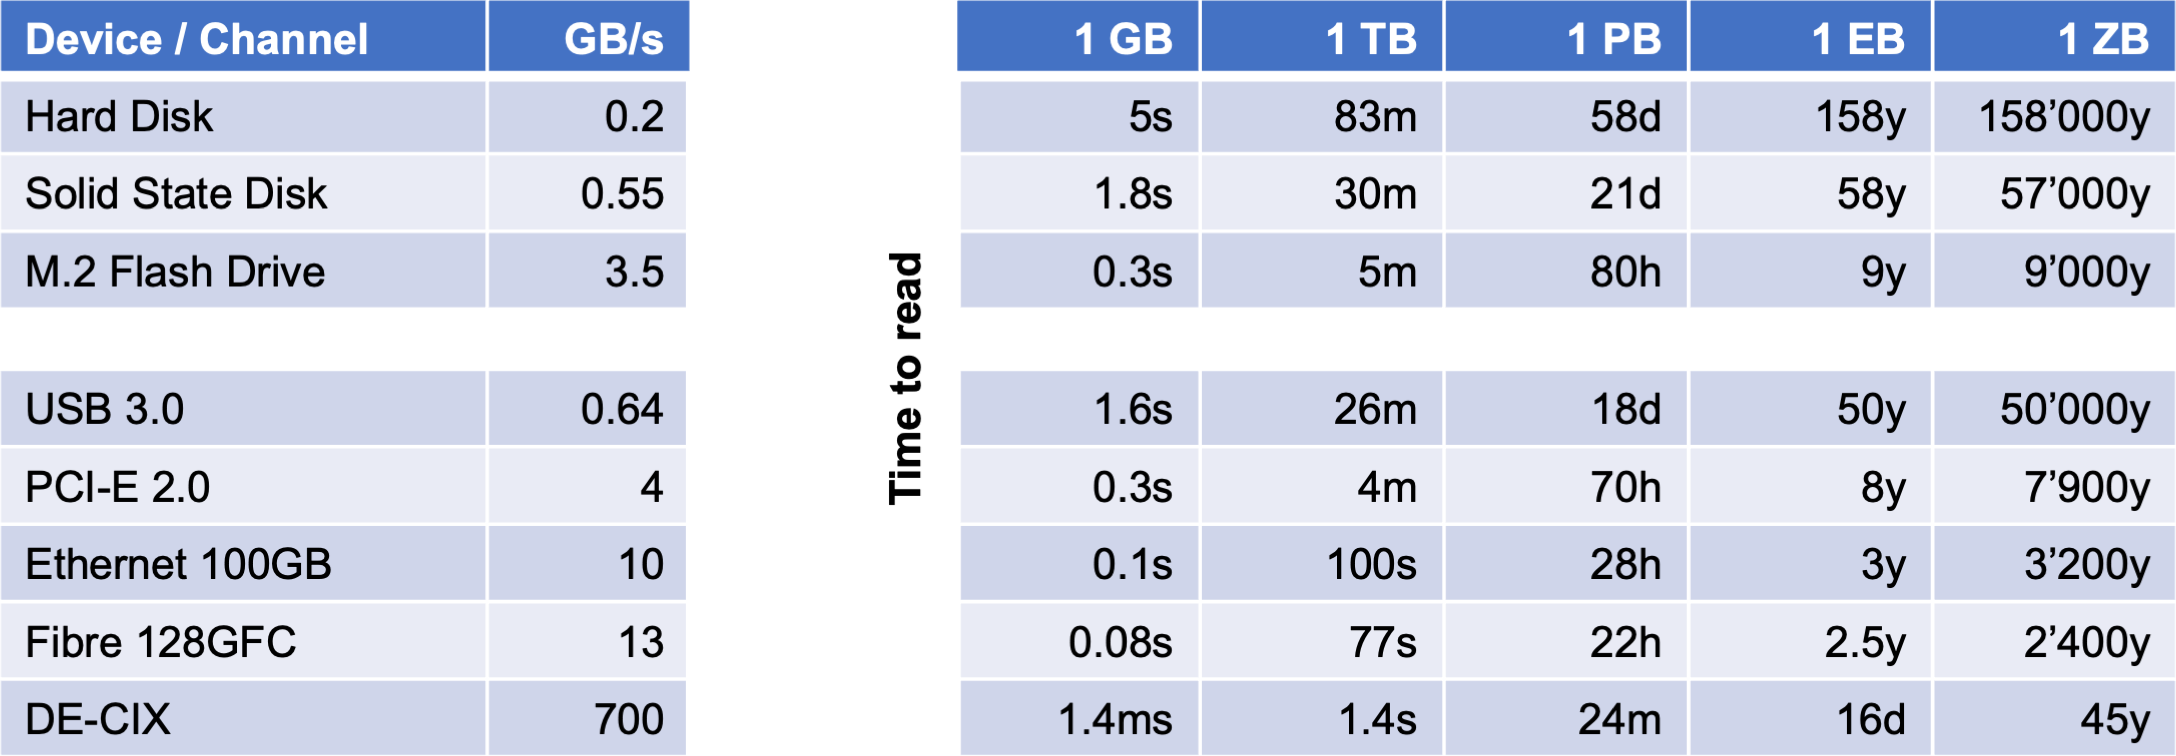 Device / Channel GB/s 1 GB 1 TB 1 PB 1 EB 1 ZB
Hard Disk 0.2 5s 83m 58d 158y 158’000y
Solid State Disk 0.55 1.8s 30m 21d 58y 57’000y
M.2 Flash Drive 3.5 0.3s 5m 80h 9y 9’000y
Time to read
USB 3.0 0.64 1.6s 26m 18d 50y 50’000y
PCI-E 2.0 4 0.3s 4m 70h 8y 7’900y
Ethernet 100GB 10 0.1s 100s 28h 3y 3’200y
Fibre 128GFC 13 0.08s 77s 22h 2.5y 2’400y
DE-CIX 700 1.4ms 1.4s 24m 16d 45y